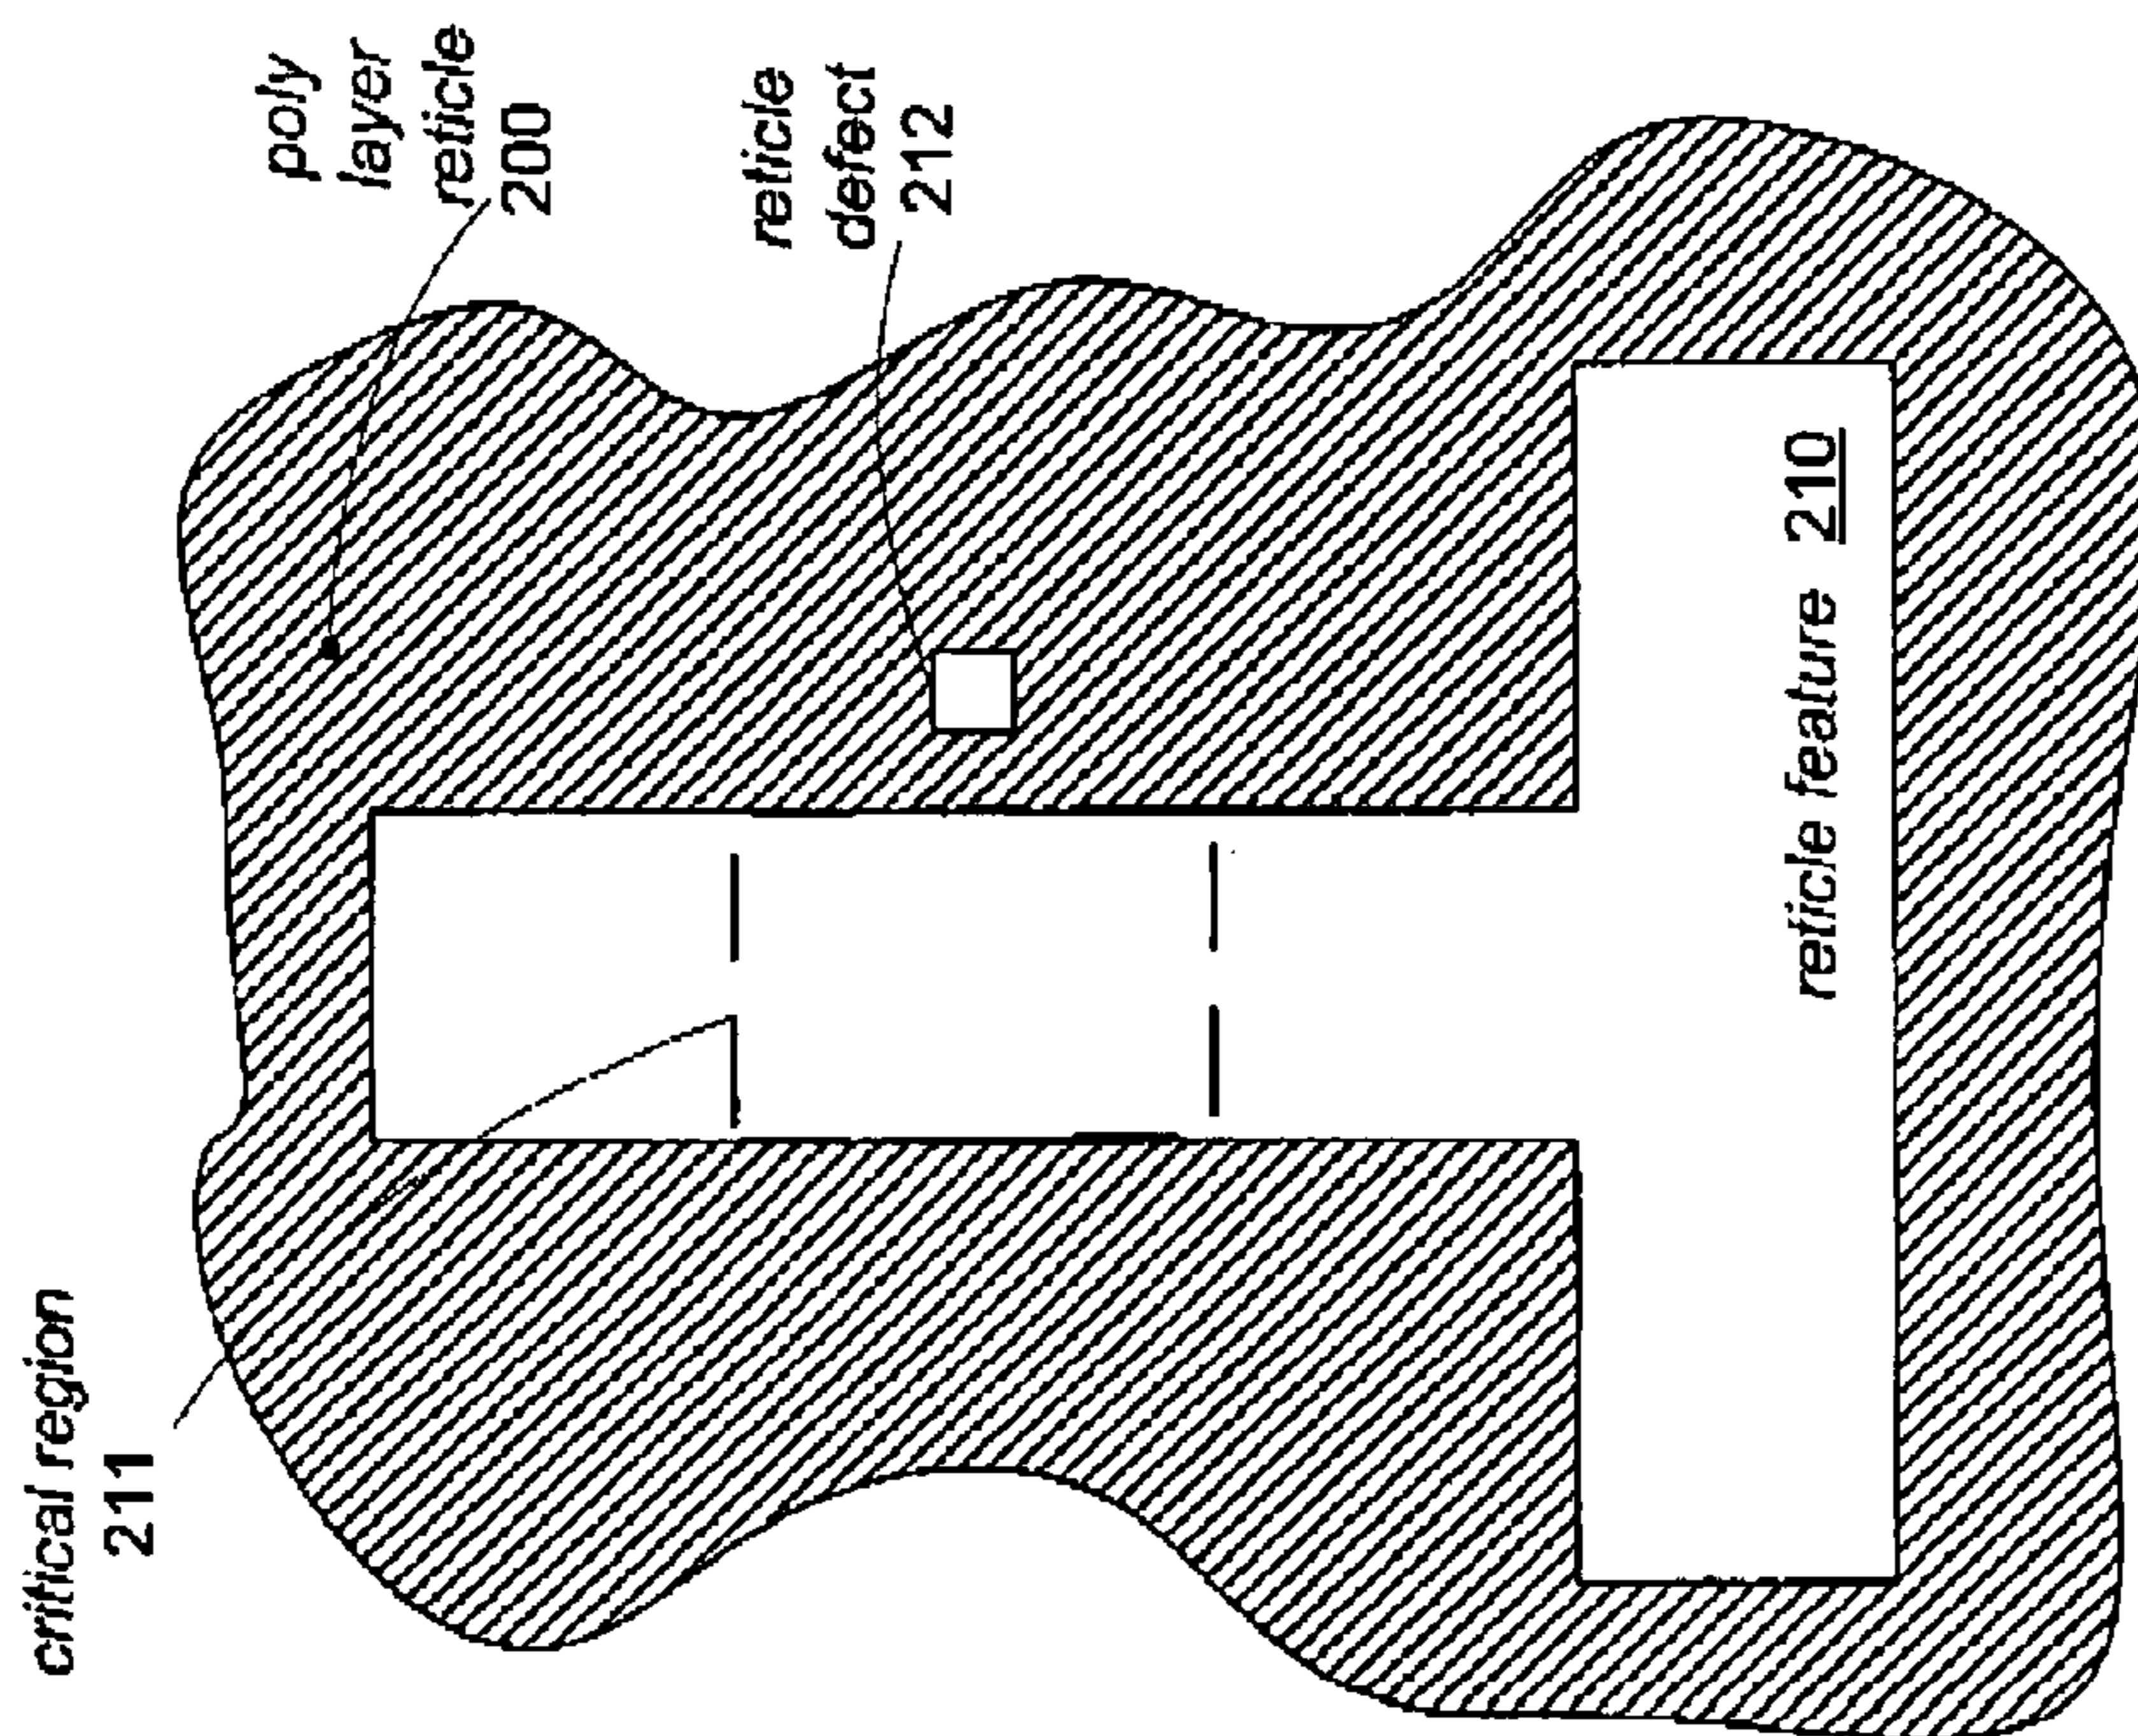 critical region
211
poly
layer
reticle
200
reticle
defect
212
reticle feature 210